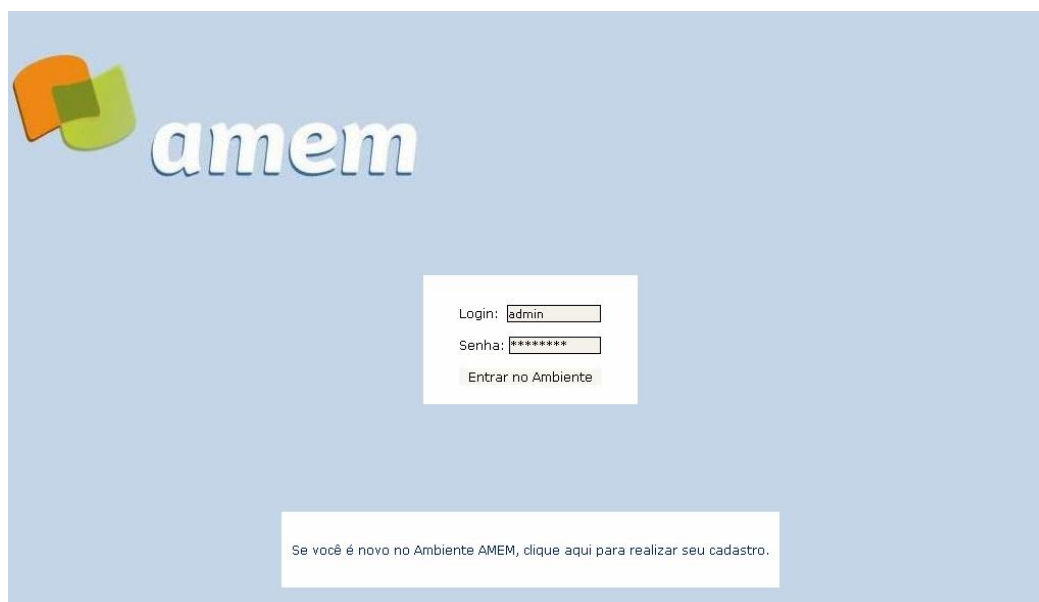 amem
Login: admin
Senha: ********
Entrar no Ambiente
Se você é novo no Ambiente AMEM, clique aqui para realizar seu cadastro.